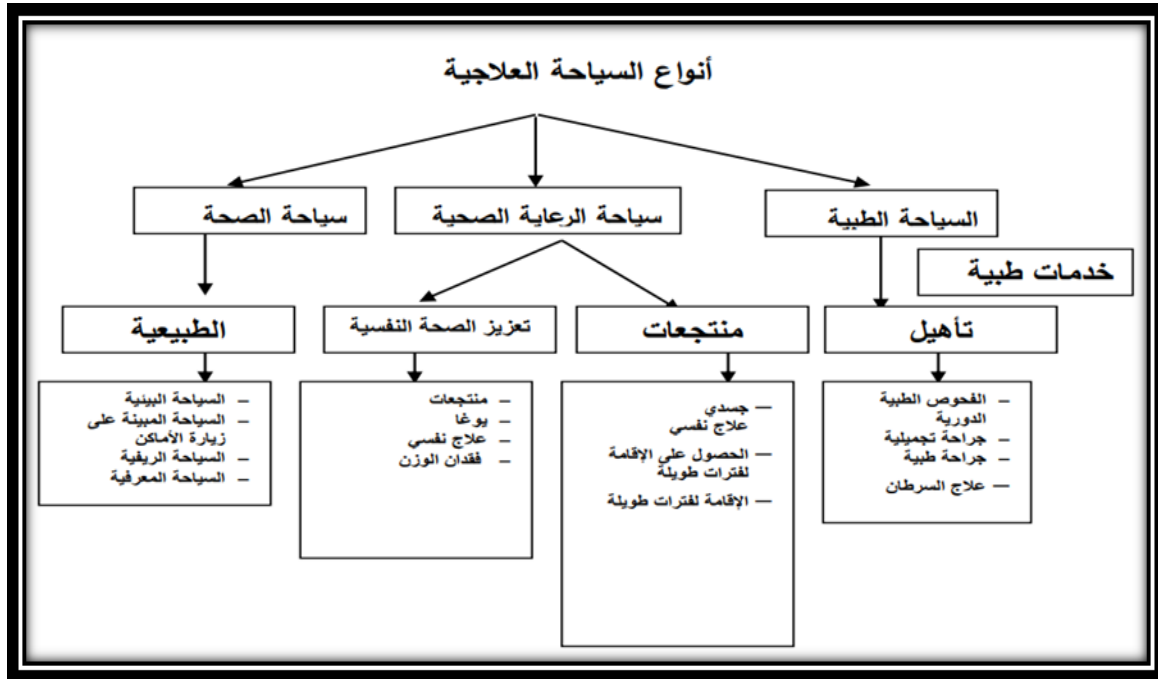 أنواع السياحة العلاجية
السياحة الطبية
سياحة الرعاية الصحية
سياحة الصحة
خدمات طبية
تأهيل
منتجعات
تعزيز الصحة النفسية
الطبيعية
– الفحوص الطبية
الدورية
– جراحة تجميلية
– جراحة طبية
– علاج السرطان
– جسدي
علاج نفسي
– الحصول على الإقامة
لفترات طويلة
– الإقامة لفترات طويلة
– منتجعات
– يوغا
– علاج نفسي
– فقدان الوزن
– السياحة البيئية
– السياحة المبينة على
زيارة الأماكن
– السياحة الريفية
– السياحة المعرفية